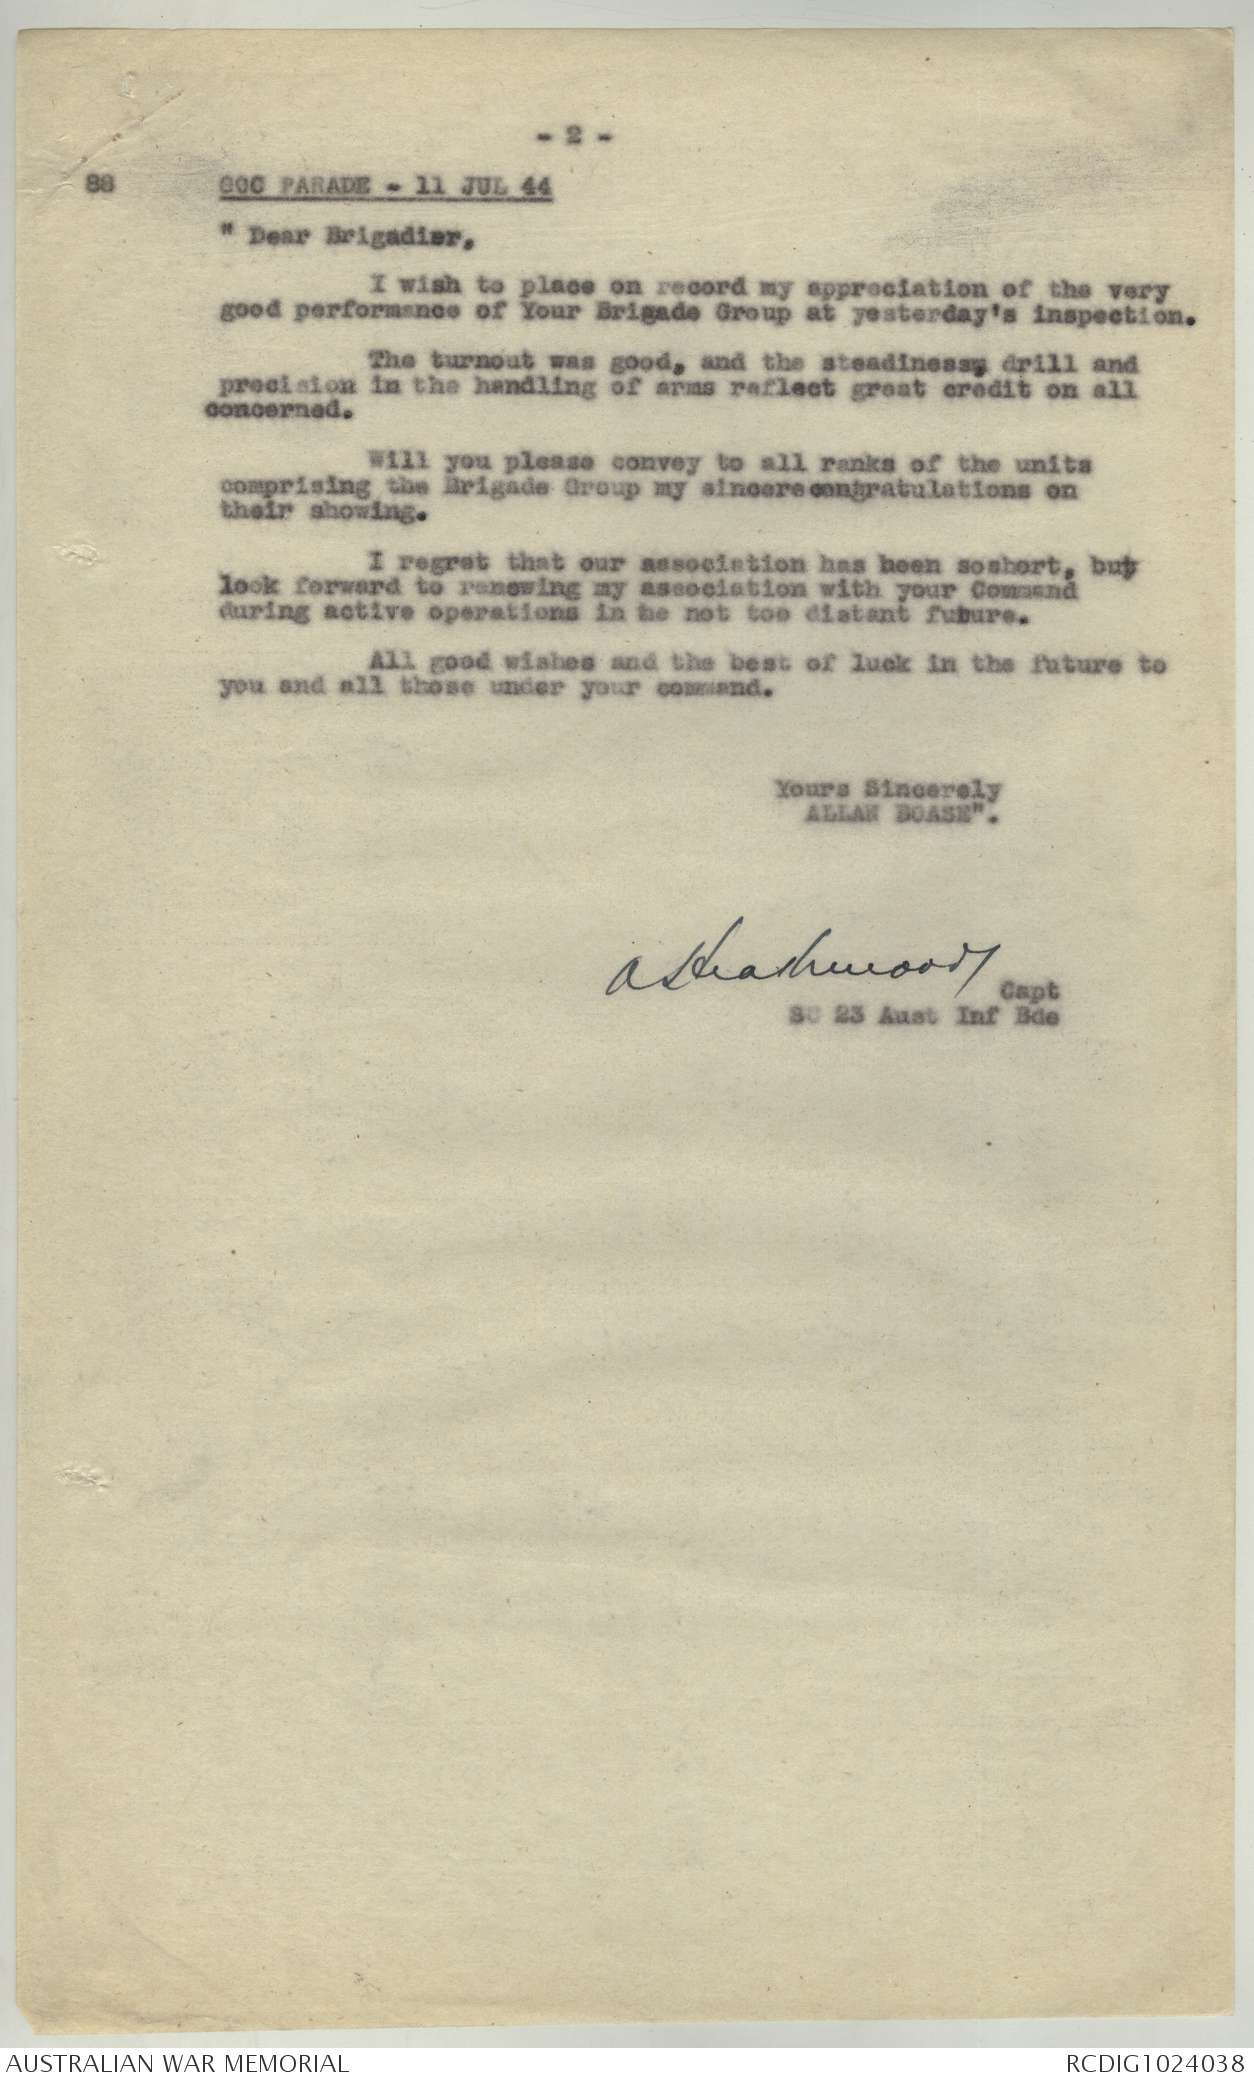 - 2 -
88 GOC PARADE - 11 JUL 44
" Dear Brigadier,
I wish to place on record my appreciation of the very
good performance of Your Brigade Group at yesterday's inspection.
The turnout was good, and the steadiness, drill and
precision in the handling of arms reflect great credit on all
concerned.
Will you please convey to all ranks of the units
comprising the Brigade Group my sincere congratulations on
their showing.
I regret that our association has been soshort, but
look forward to renewing my association with your Command
during active operations in he not too distant future.
All good wishes and the best of luck in the future to
you and all those under your command.
Yours Sincerely
ALLAN BOASE".
Capt
SC 23 Aust Inf Bde
AUSTRALIAN WAR MEMORIAL
RCDIG1024038